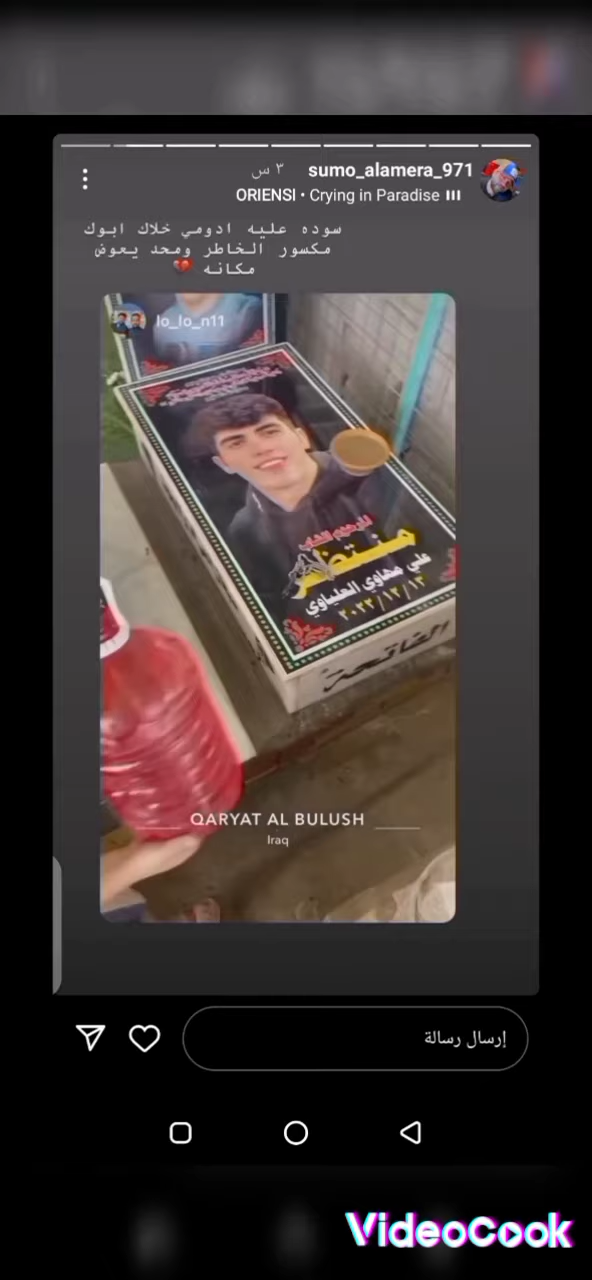 sumo_alamera_971 ٣ س
ORIENSI • Crying in Paradise
سوده عليه ادومي خلاك ابوك
مكسور الخاطر ومحد يعوض
مكانه 💔
lo_lo_n11
المرحوم الشاب
منتظر
علي مهاوي العلياوي
٢٠٢٢/١٢/١٣
الفاتحة
QARYAT AL BULUSH
Iraq
إرسال رسالة
VideoCook